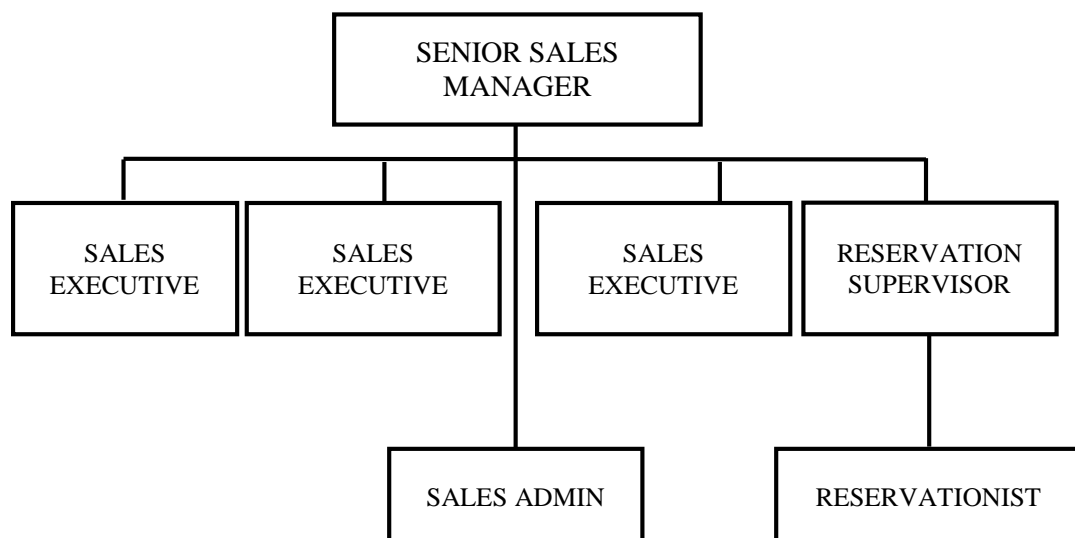 SENIOR SALES
MANAGER
SALES
EXECUTIVE
SALES
EXECUTIVE
SALES
EXECUTIVE
RESERVATION
SUPERVISOR
SALES ADMIN
RESERVATIONIST